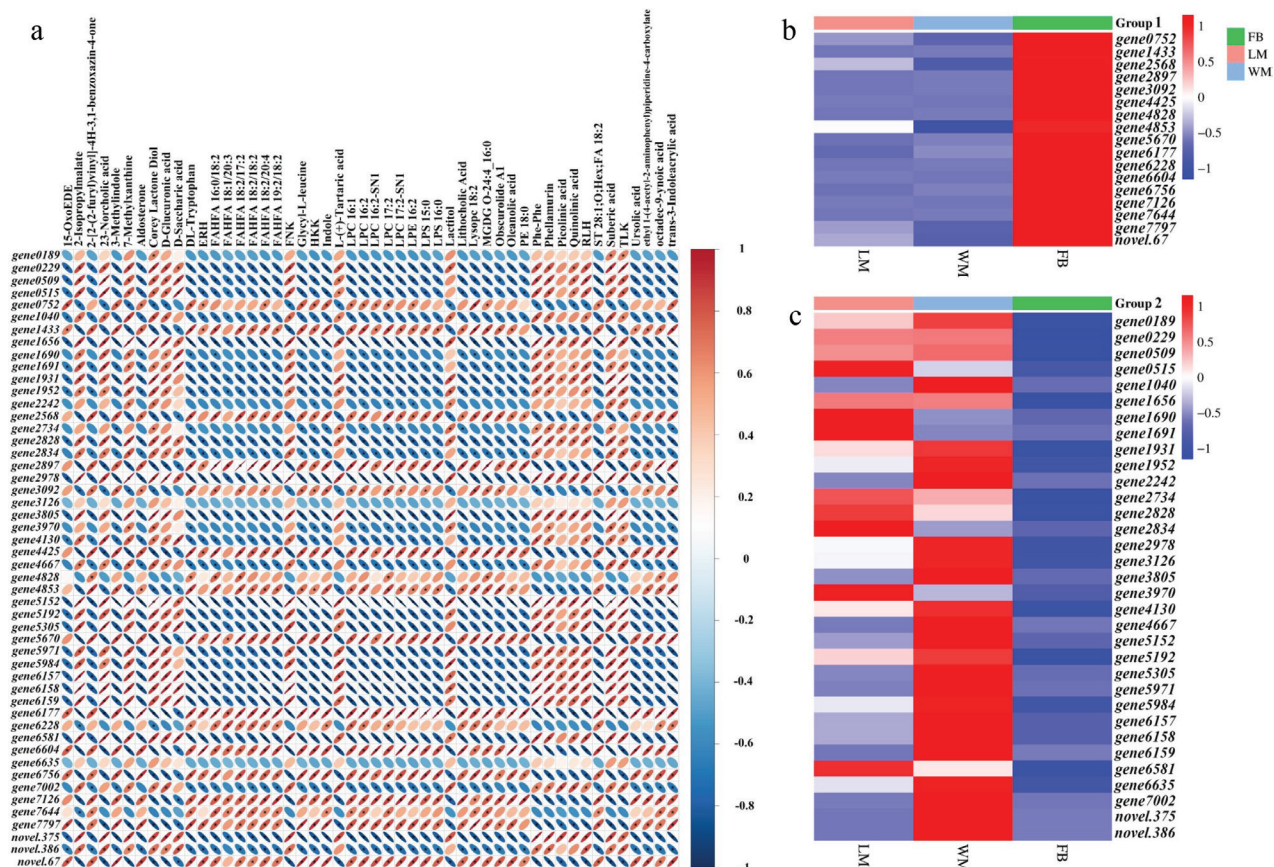 a
15-OxoEDE
2-Isopropylmalate
2-[2-(2-furyl)vinyl]-4H-3,1-benzoxazin-4-one
23-Norcholic acid
3-Methylindole
7-Methylxanthine
Aldosterone
Corey Lactone Diol
D-Glucuronic acid
D-Saccharic acid
DL-Tryptophan
ERH
FAHFA 16:0/18:2
FAHFA 18:1/20:3
FAHFA 18:2/17:2
FAHFA 18:2/18:2
FAHFA 18:2/20:4
FAHFA 19:2/18:2
FNK
Glycyl-L-leucine
HKK
Indole
L-(+)-Tartaric acid
LPC 16:1
LPC 16:2
LPC 16:2-SN1
LPC 17:2
LPC 17:2-SN1
LPE 16:2
LPS 15:0
LPS 16:0
Lactitol
Lithocholic Acid
Lysopc 18:2
MGDG O-24:4_16:0
Obscurolide A1
Oleanolic acid
PE 18:0
Phe-Phe
Phellamurin
Picolinic acid
Quinolinic acid
RLH
ST 28:1;O;Hex;FA 18:2
Suberic acid
TLK
Ursolic acid
ethyl 1-(4-acetyl-2-aminophenyl)piperidine-4-carboxylate
octadec-9-ynoic acid
trans-3-Indoleacrylic acid
gene0189
gene0229
gene0509
gene0515
gene0752
gene1040
gene1433
gene1656
gene1690
gene1691
gene1931
gene1952
gene2242
gene2568
gene2734
gene2828
gene2834
gene2897
gene2978
gene3092
gene3126
gene3805
gene3970
gene4130
gene4425
gene4667
gene4828
gene4853
gene5152
gene5192
gene5305
gene5670
gene5971
gene5984
gene6157
gene6158
gene6159
gene6177
gene6228
gene6581
gene6604
gene6635
gene6756
gene7002
gene7126
gene7644
gene7797
novel.375
novel.386
novel.67
1
0.8
0.6
0.4
0.2
0
-0.2
-0.4
-0.6
-0.8
-1
b
Group 1
gene0752
gene1433
gene2568
gene2897
gene3092
gene4425
gene4828
gene4853
gene5670
gene6177
gene6228
gene6604
gene6756
gene7126
gene7644
gene7797
novel.67
LM
WM
FB
1
0.5
0
−0.5
−1
FB
LM
WM
c
Group 2
gene0189
gene0229
gene0509
gene0515
gene1040
gene1656
gene1690
gene1691
gene1931
gene1952
gene2242
gene2734
gene2828
gene2834
gene2978
gene3126
gene3805
gene3970
gene4130
gene4667
gene5152
gene5192
gene5305
gene5971
gene5984
gene6157
gene6158
gene6159
gene6581
gene6635
gene7002
novel.375
novel.386
LM
WM
FB
1
0.5
0
−0.5
−1